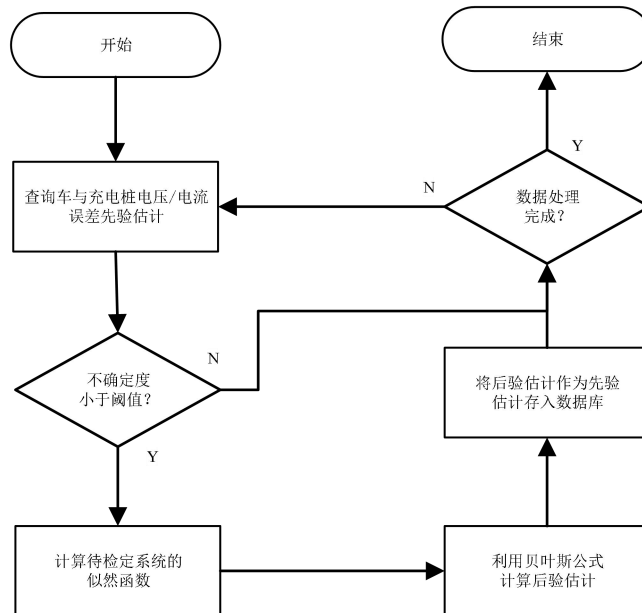 开始
查询车与充电桩电压/电流
误差先验估计
不确定度
小于阈值？
N
Y
计算待检定系统的
似然函数
利用贝叶斯公式
计算后验估计
将后验估计作为先验
估计存入数据库
数据处理
完成？
N
Y
结束